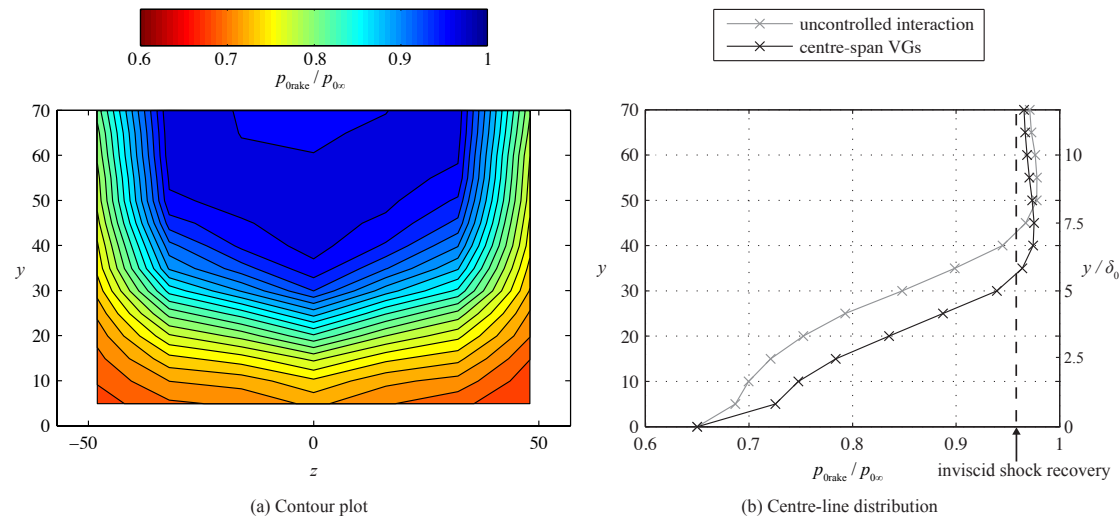 0.6 0.7 0.8 0.9 1
p0rake / p0∞
uncontrolled interaction
centre-span VGs
70
60
50
40
30
20
10
0
y
−50 0 50
z
(a) Contour plot
70
60
50
40
30
20
10
0
y
10
7.5
5
2.5
0
y / δ0
0.6 0.7 0.8 0.9 1
p0rake / p0∞
inviscid shock recovery
(b) Centre-line distribution